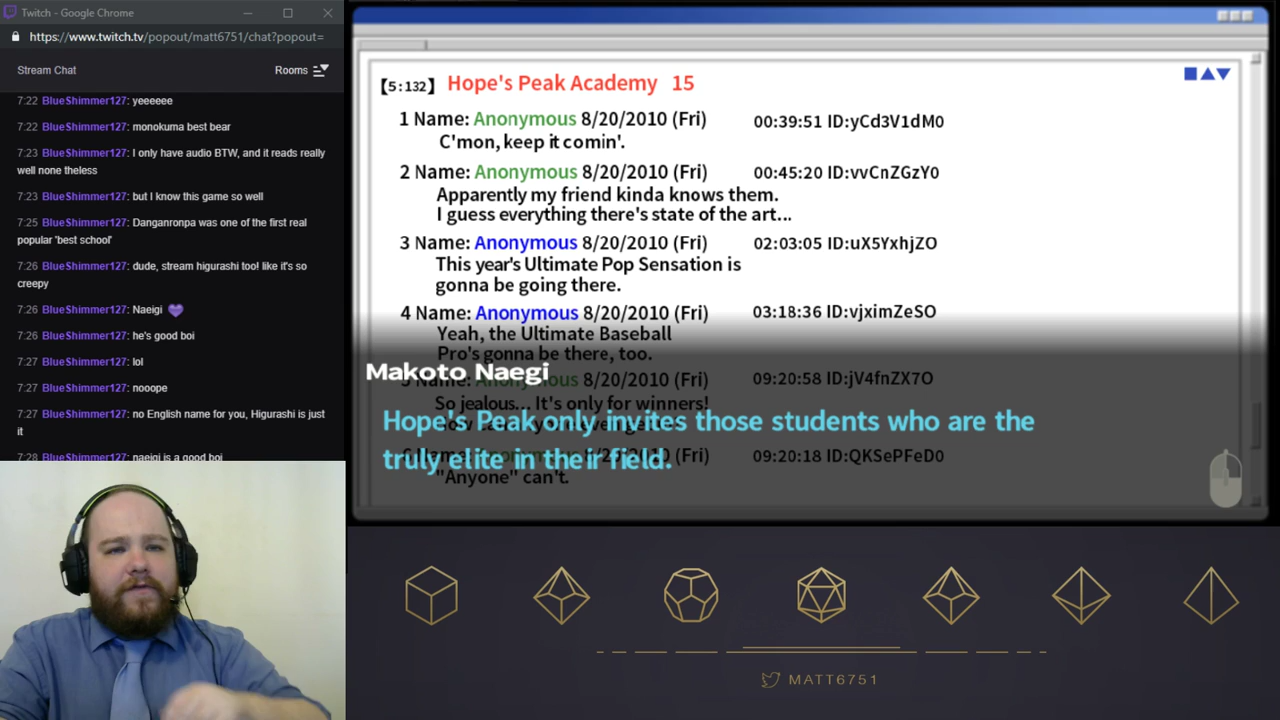 Twitch - Google Chrome
https://www.twitch.tv/popout/matt6751/chat?popout=
Stream Chat
Rooms
7:22 BlueShimmer127: yeeeeee
7:22 BlueShimmer127: monokuma best bear
7:23 BlueShimmer127: I only have audio BTW, and it reads really
well none theless
7:23 BlueShimmer127: but I know this game so well
7:25 BlueShimmer127: Danganronpa was one of the first real
popular 'best school'
7:26 BlueShimmer127: dude, stream higurashi too! like it's so
creepy
7:26 BlueShimmer127: Naeigi 💜
7:26 BlueShimmer127: he's good boi
7:27 BlueShimmer127: lol
7:27 BlueShimmer127: nooope
7:27 BlueShimmer127: no English name for you, Higurashi is just
it
7:28 BlueShimmer127: naeigi is a good boi
【5:132】 Hope's Peak Academy 15
1 Name: Anonymous 8/20/2010 (Fri) 00:39:51 ID:yCd3V1dM0
C'mon, keep it comin'.
2 Name: Anonymous 8/20/2010 (Fri) 00:45:20 ID:vvCnZGzY0
Apparently my friend kinda knows them.
I guess everything there's state of the art...
3 Name: Anonymous 8/20/2010 (Fri) 02:03:05 ID:uX5YxhjZO
This year's Ultimate Pop Sensation is
gonna be going there.
4 Name: Anonymous 8/20/2010 (Fri) 03:18:36 ID:vjximZeSO
Yeah, the Ultimate Baseball
Pro's gonna be there, too.
Makoto Naegi
5 Name: Anonymous 8/20/2010 (Fri) 09:20:58 ID:jV4fnZX7O
So jealous... It's only for winners!
Hope's Peak only invites those students who are the
truly elite in their field.
(Fri) 09:20:18 ID:QKSePFeD0
"Anyone" can't.
MATT6751